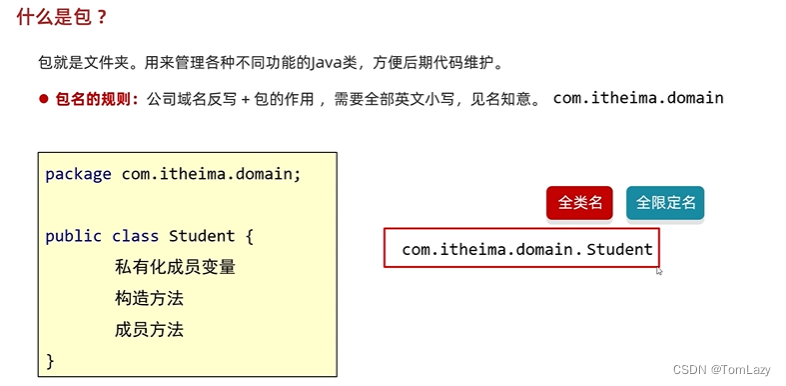 什么是包？
包就是文件夹。用来管理各种不同功能的Java类，方便后期代码维护。
● 包名的规则：公司域名反写 + 包的作用 ，需要全部英文小写，见名知意。 com.itheima.domain
package com.itheima.domain;
全类名 全限定名
public class Student {
com.itheima.domain.Student
私有化成员变量
构造方法
成员方法
}
CSDN @TomLazy